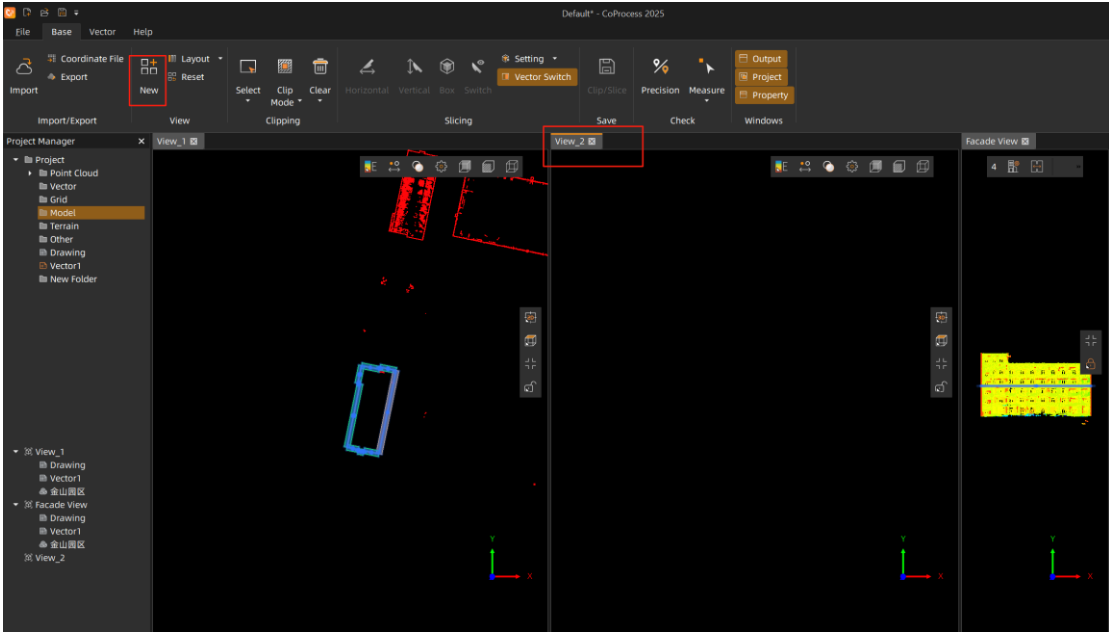 Default* - CoProcess 2025
File Base Vector Help
Coordinate File
Export
Import
Import/Export
New
Layout
Reset
View
Select
Clip Mode
Clear
Clipping
Horizontal Vertical Box Switch
Setting
Vector Switch
Slicing
Clip/Slice
Save
Precision Measure
Check
Output
Project
Property
Windows
Project Manager
Project
Point Cloud
Vector
Grid
Model
Terrain
Other
Drawing
Vector1
New Folder
View_1
Drawing
Vector1
金山园区
Facade View
Drawing
Vector1
金山园区
View_2
View_1
E
Y
X
View_2
E
Y
X
Facade View
4
Y
X